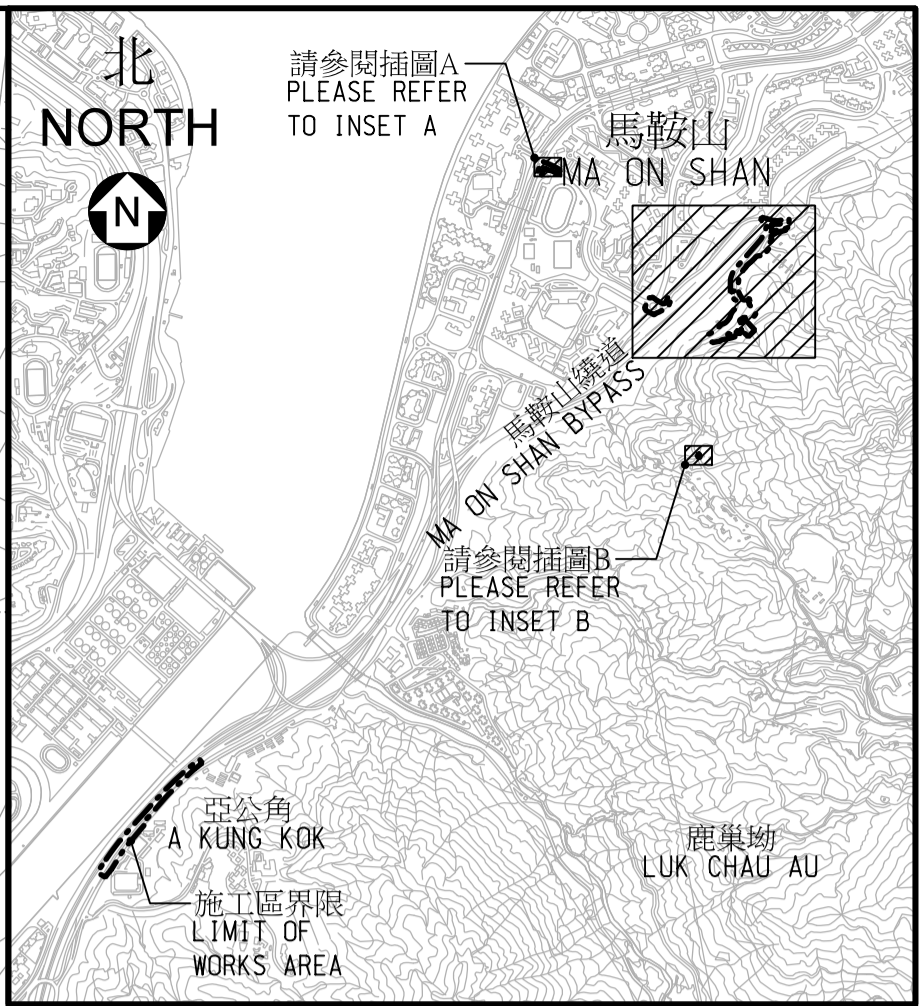 北
NORTH
N
請參閱插圖A
PLEASE REFER
TO INSET A
馬鞍山
MA ON SHAN
馬鞍山繞道
MA ON SHAN BYPASS
請參閱插圖B
PLEASE REFER
TO INSET B
亞公角
A KUNG KOK
施工區界限
LIMIT OF
WORKS AREA
鹿巢坳
LUK CHAU AU